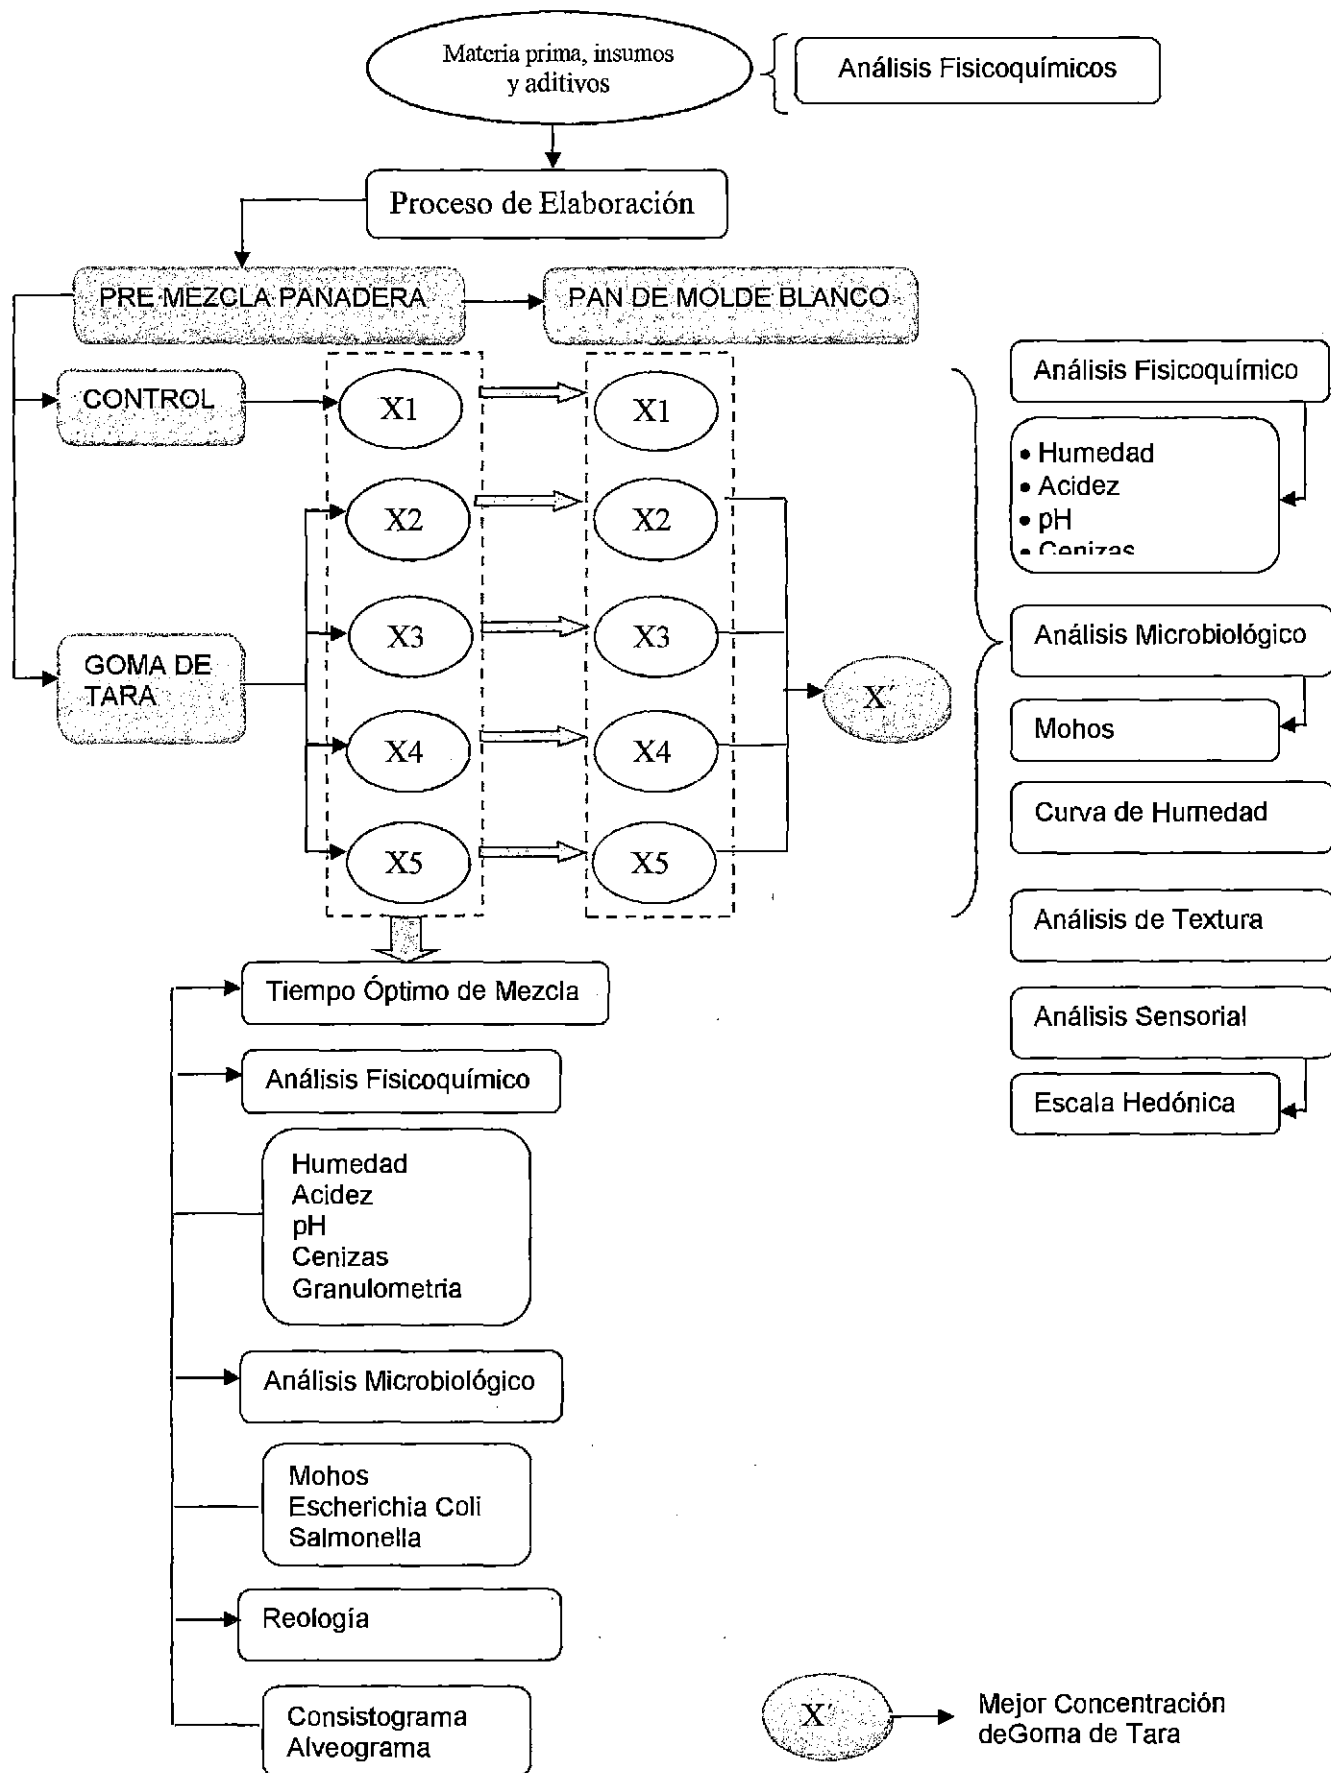 Materia prima, insumos
y aditivos
Análisis Fisicoquímicos
Proceso de Elaboración
PRE MEZCLA PANADERA
PAN DE MOLDE BLANCO
CONTROL
GOMA DE
TARA
X1
X2
X3
X4
X5
X1
X2
X3
X4
X5
X´
Análisis Fisicoquímico
• Humedad
• Acidez
• pH
• Cenizas
Análisis Microbiológico
Mohos
Curva de Humedad
Análisis de Textura
Análisis Sensorial
Escala Hedónica
Tiempo Óptimo de Mezcla
Análisis Fisicoquímico
Humedad
Acidez
pH
Cenizas
Granulometria
Análisis Microbiológico
Mohos
Escherichia Coli
Salmonella
Reología
Consistograma
Alveograma
X´
Mejor Concentración
deGoma de Tara